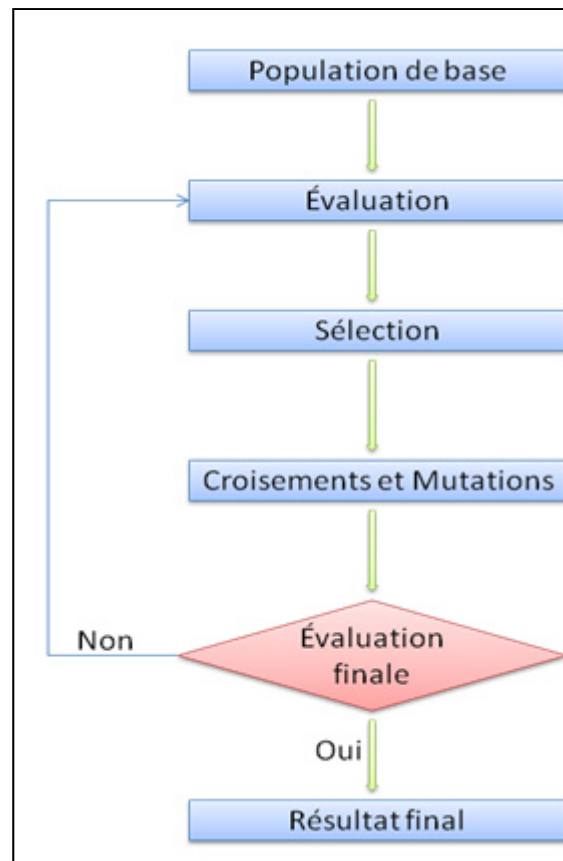 Population de base
Évaluation
Sélection
Croisements et Mutations
Non
Évaluation
finale
Oui
Résultat final